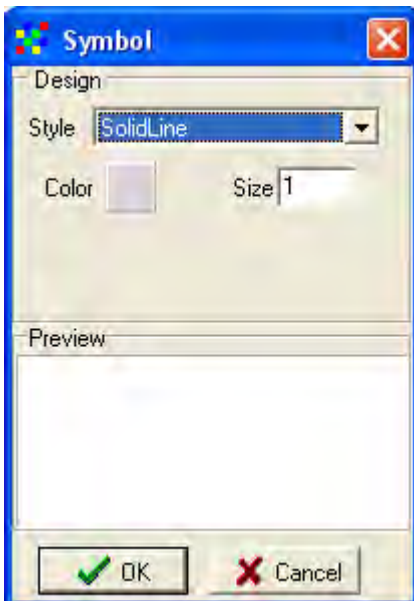 Symbol
Design
Style SolidLine
Color Size 1
Preview
OK Cancel